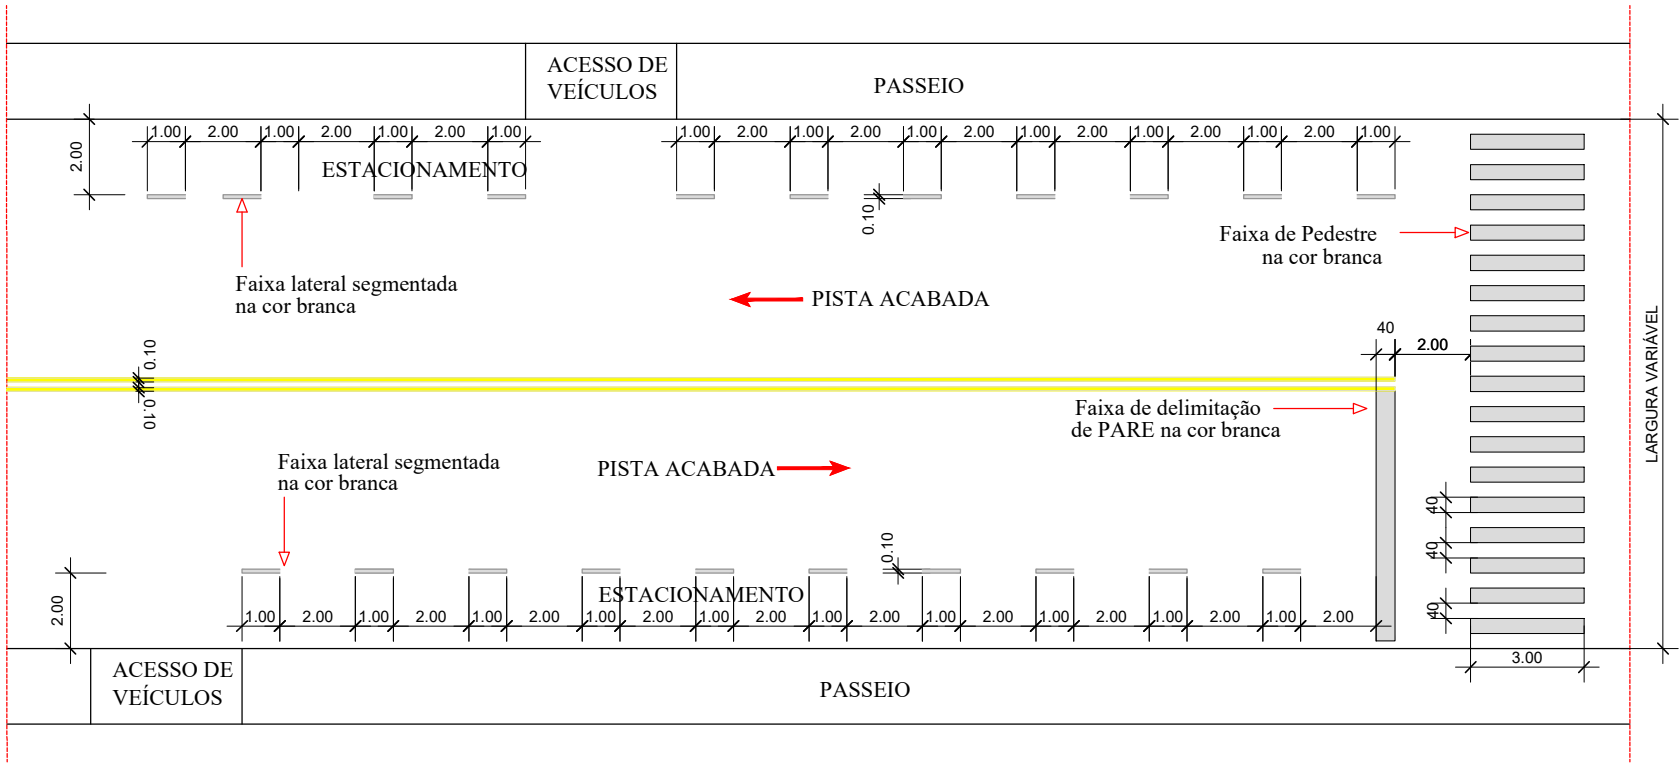 ACESSO DE
VEÍCULOS
PASSEIO
1.00 2.00 1.00 2.00 1.00 2.00 1.00 1.00 2.00 1.00 2.00 1.00 2.00 1.00 2.00 1.00 2.00 1.00 2.00 1.00
2.00
ESTACIONAMENTO
0.10
Faixa de Pedestre
na cor branca
Faixa lateral segmentada
na cor branca
PISTA ACABADA
40
2.00
0.10
0.10
LARGURA VARIÁVEL
Faixa de delimitação
de PARE na cor branca
Faixa lateral segmentada
na cor branca
PISTA ACABADA
40
40
40
0.10
2.00
ESTACIONAMENTO
1.00 2.00 1.00 2.00 1.00 2.00 1.00 2.00 1.00 2.00 1.00 2.00 1.00 2.00 1.00 2.00 1.00 2.00 1.00 2.00
3.00
ACESSO DE
VEÍCULOS
PASSEIO